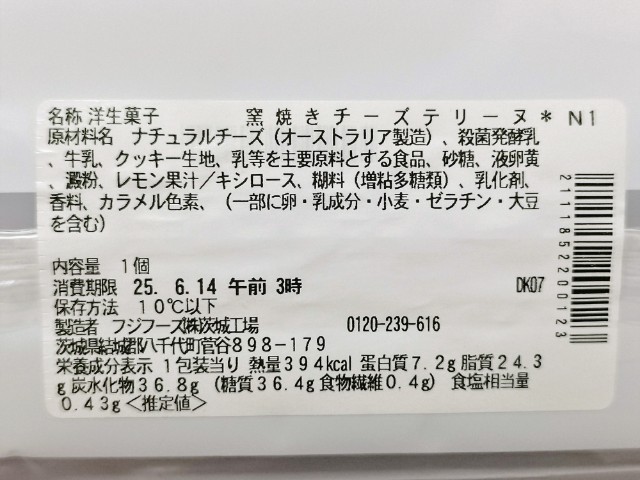 名称 洋生菓子 窯焼きチーズテリーヌ* N1
原材料名 ナチュラルチーズ（オーストラリア製造）、殺菌発酵乳
、牛乳、クッキー生地、乳等を主要原料とする食品、砂糖、液卵黄
、澱粉、レモン果汁／キシロース、糊料（増粘多糖類）、乳化剤、
香料、カラメル色素、（一部に卵・乳成分・小麦・ゼラチン・大豆
を含む）
内容量 1個
消費期限 25. 6.14 午前 3時 DK07
保存方法 10℃以下
製造者 フジフーズ㈱茨城工場 0120-239-616
茨城県結城郡八千代町菅谷898-179
栄養成分表示 1包装当り 熱量394kcal 蛋白質7.2g 脂質24.3
g 炭水化物36.8g（糖質36.4g 食物繊維0.4g） 食塩相当量
0.43g <推定値>
2111852200123